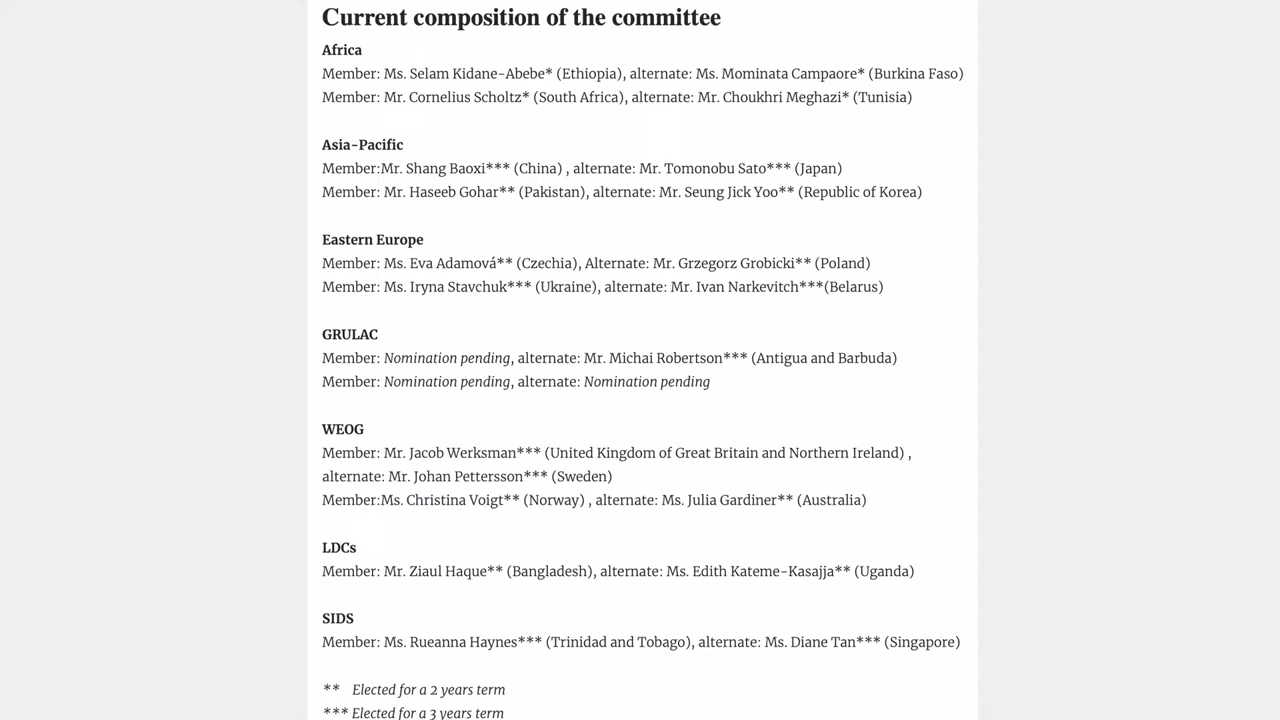 Current composition of the committee
Africa
Member: Ms. Selam Kidane-Abebe* (Ethiopia), alternate: Ms. Mominata Campaore* (Burkina Faso)
Member: Mr. Cornelius Scholtz* (South Africa), alternate: Mr. Choukhri Meghazi* (Tunisia)
Asia-Pacific
Member:Mr. Shang Baoxi*** (China) , alternate: Mr. Tomonobu Sato*** (Japan)
Member: Mr. Haseeb Gohar** (Pakistan), alternate: Mr. Seung Jick Yoo** (Republic of Korea)
Eastern Europe
Member: Ms. Eva Adamová** (Czechia), Alternate: Mr. Grzegorz Grobicki** (Poland)
Member: Ms. Iryna Stavchuk*** (Ukraine), alternate: Mr. Ivan Narkevitch***(Belarus)
GRULAC
Member: Nomination pending, alternate: Mr. Michai Robertson*** (Antigua and Barbuda)
Member: Nomination pending, alternate: Nomination pending
WEOG
Member: Mr. Jacob Werksman*** (United Kingdom of Great Britain and Northern Ireland) ,
alternate: Mr. Johan Pettersson*** (Sweden)
Member:Ms. Christina Voigt** (Norway) , alternate: Ms. Julia Gardiner** (Australia)
LDCs
Member: Mr. Ziaul Haque** (Bangladesh), alternate: Ms. Edith Kateme-Kasajja** (Uganda)
SIDS
Member: Ms. Rueanna Haynes*** (Trinidad and Tobago), alternate: Ms. Diane Tan*** (Singapore)
** Elected for a 2 years term
*** Elected for a 3 years term